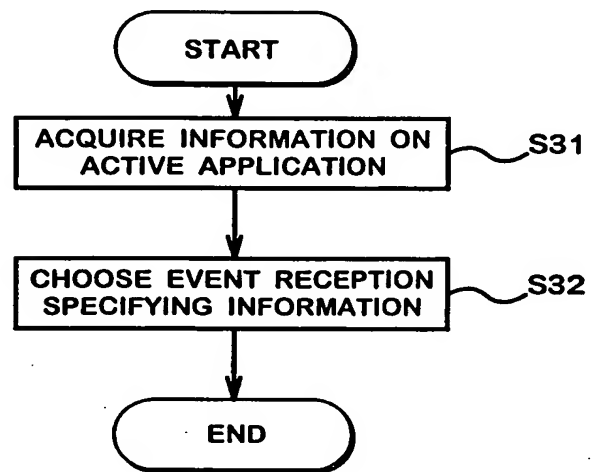 START
ACQUIRE INFORMATION ON
ACTIVE APPLICATION
S31
CHOOSE EVENT RECEPTION
SPECIFYING INFORMATION
S32
END